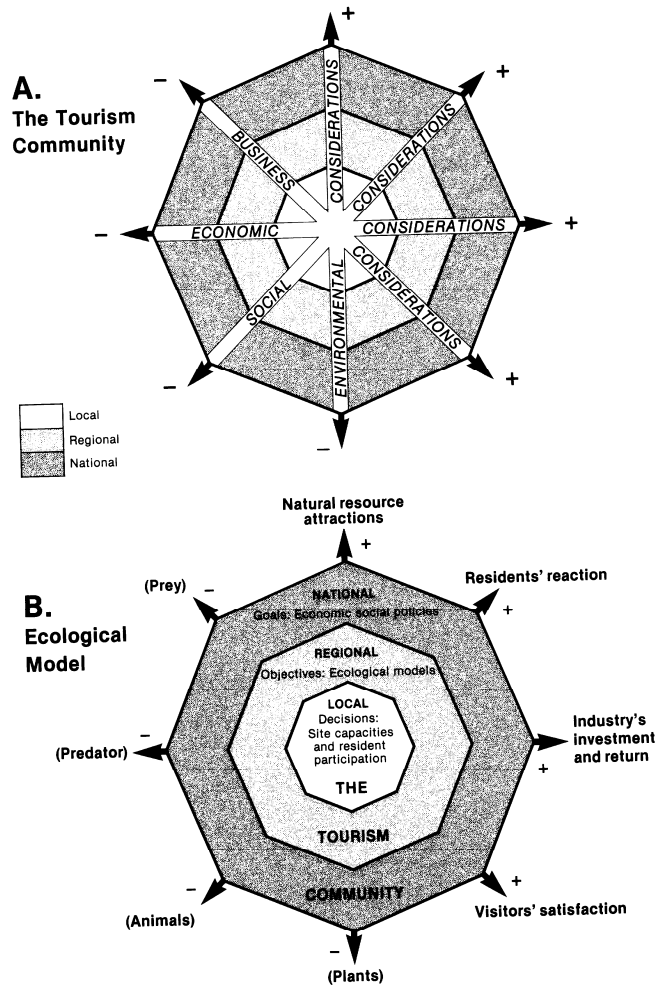 +
+
−
A.
The Tourism
Community
BUSINESS
CONSIDERATIONS
CONSIDERATIONS
−
ECONOMIC
CONSIDERATIONS
+
SOCIAL
ENVIRONMENTAL
CONSIDERATIONS
−
+
−
Local
Regional
National
Natural resource
attractions
+
(Prey)
−
Residents' reaction
+
B.
Ecological
Model
NATIONAL
Goals: Economic social policies
REGIONAL
Objectives: Ecological models
LOCAL
Decisions:
Site capacities
and resident
participation
THE
TOURISM
COMMUNITY
−
(Predator)
Industry's
investment
and return
+
−
(Animals)
+
Visitors' satisfaction
−
(Plants)